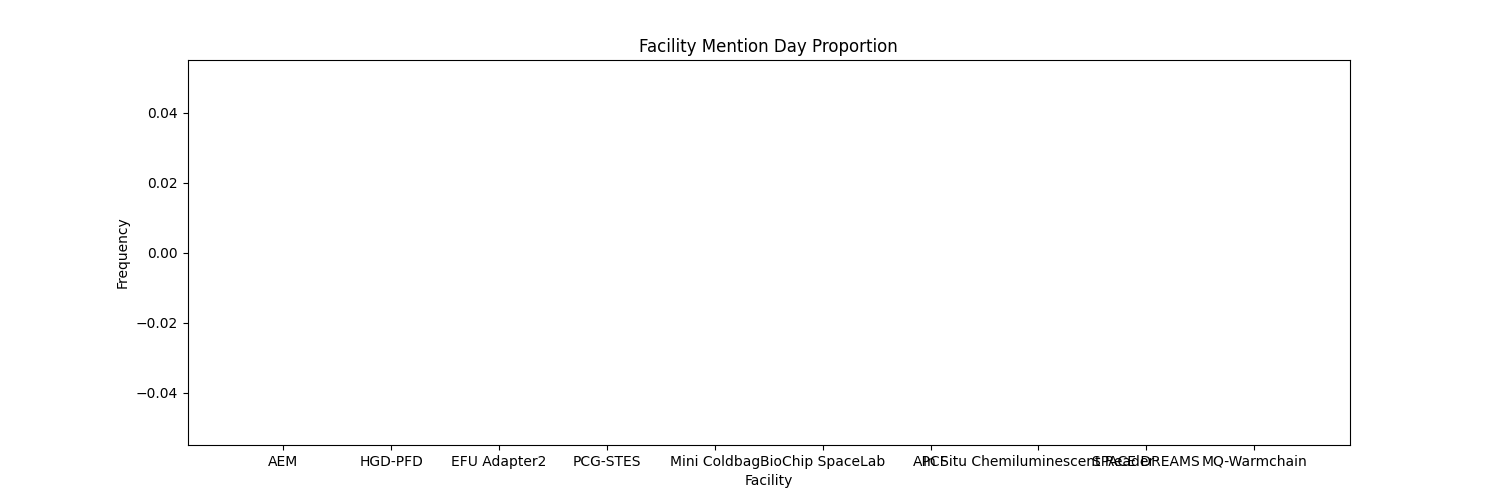 Facility Mention Day Proportion
0.04
0.02
0.00
−0.02
−0.04
Frequency
AEM HGD-PFD EFU Adapter2 PCG-STES Mini Coldbag BioChip SpaceLab APCF In Situ Chemiluminescent Reader SPACE DREAMS MQ-Warmchain
Facility